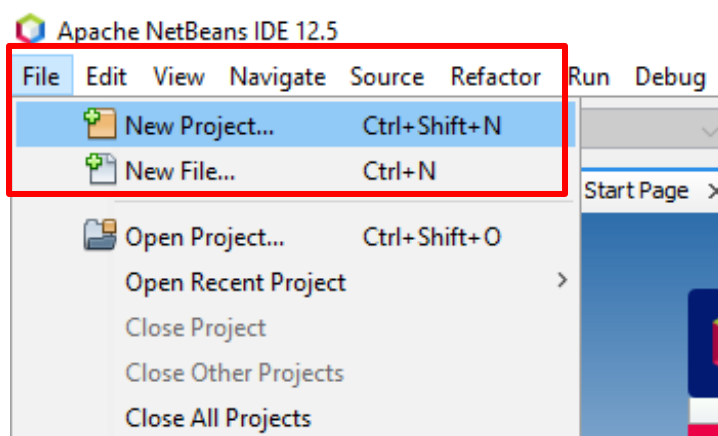 Apache NetBeans IDE 12.5
File Edit View Navigate Source Refactor Run Debug
New Project... Ctrl+Shift+N
New File... Ctrl+N
Start Page
Open Project... Ctrl+Shift+O
Open Recent Project
Close Project
Close Other Projects
Close All Projects